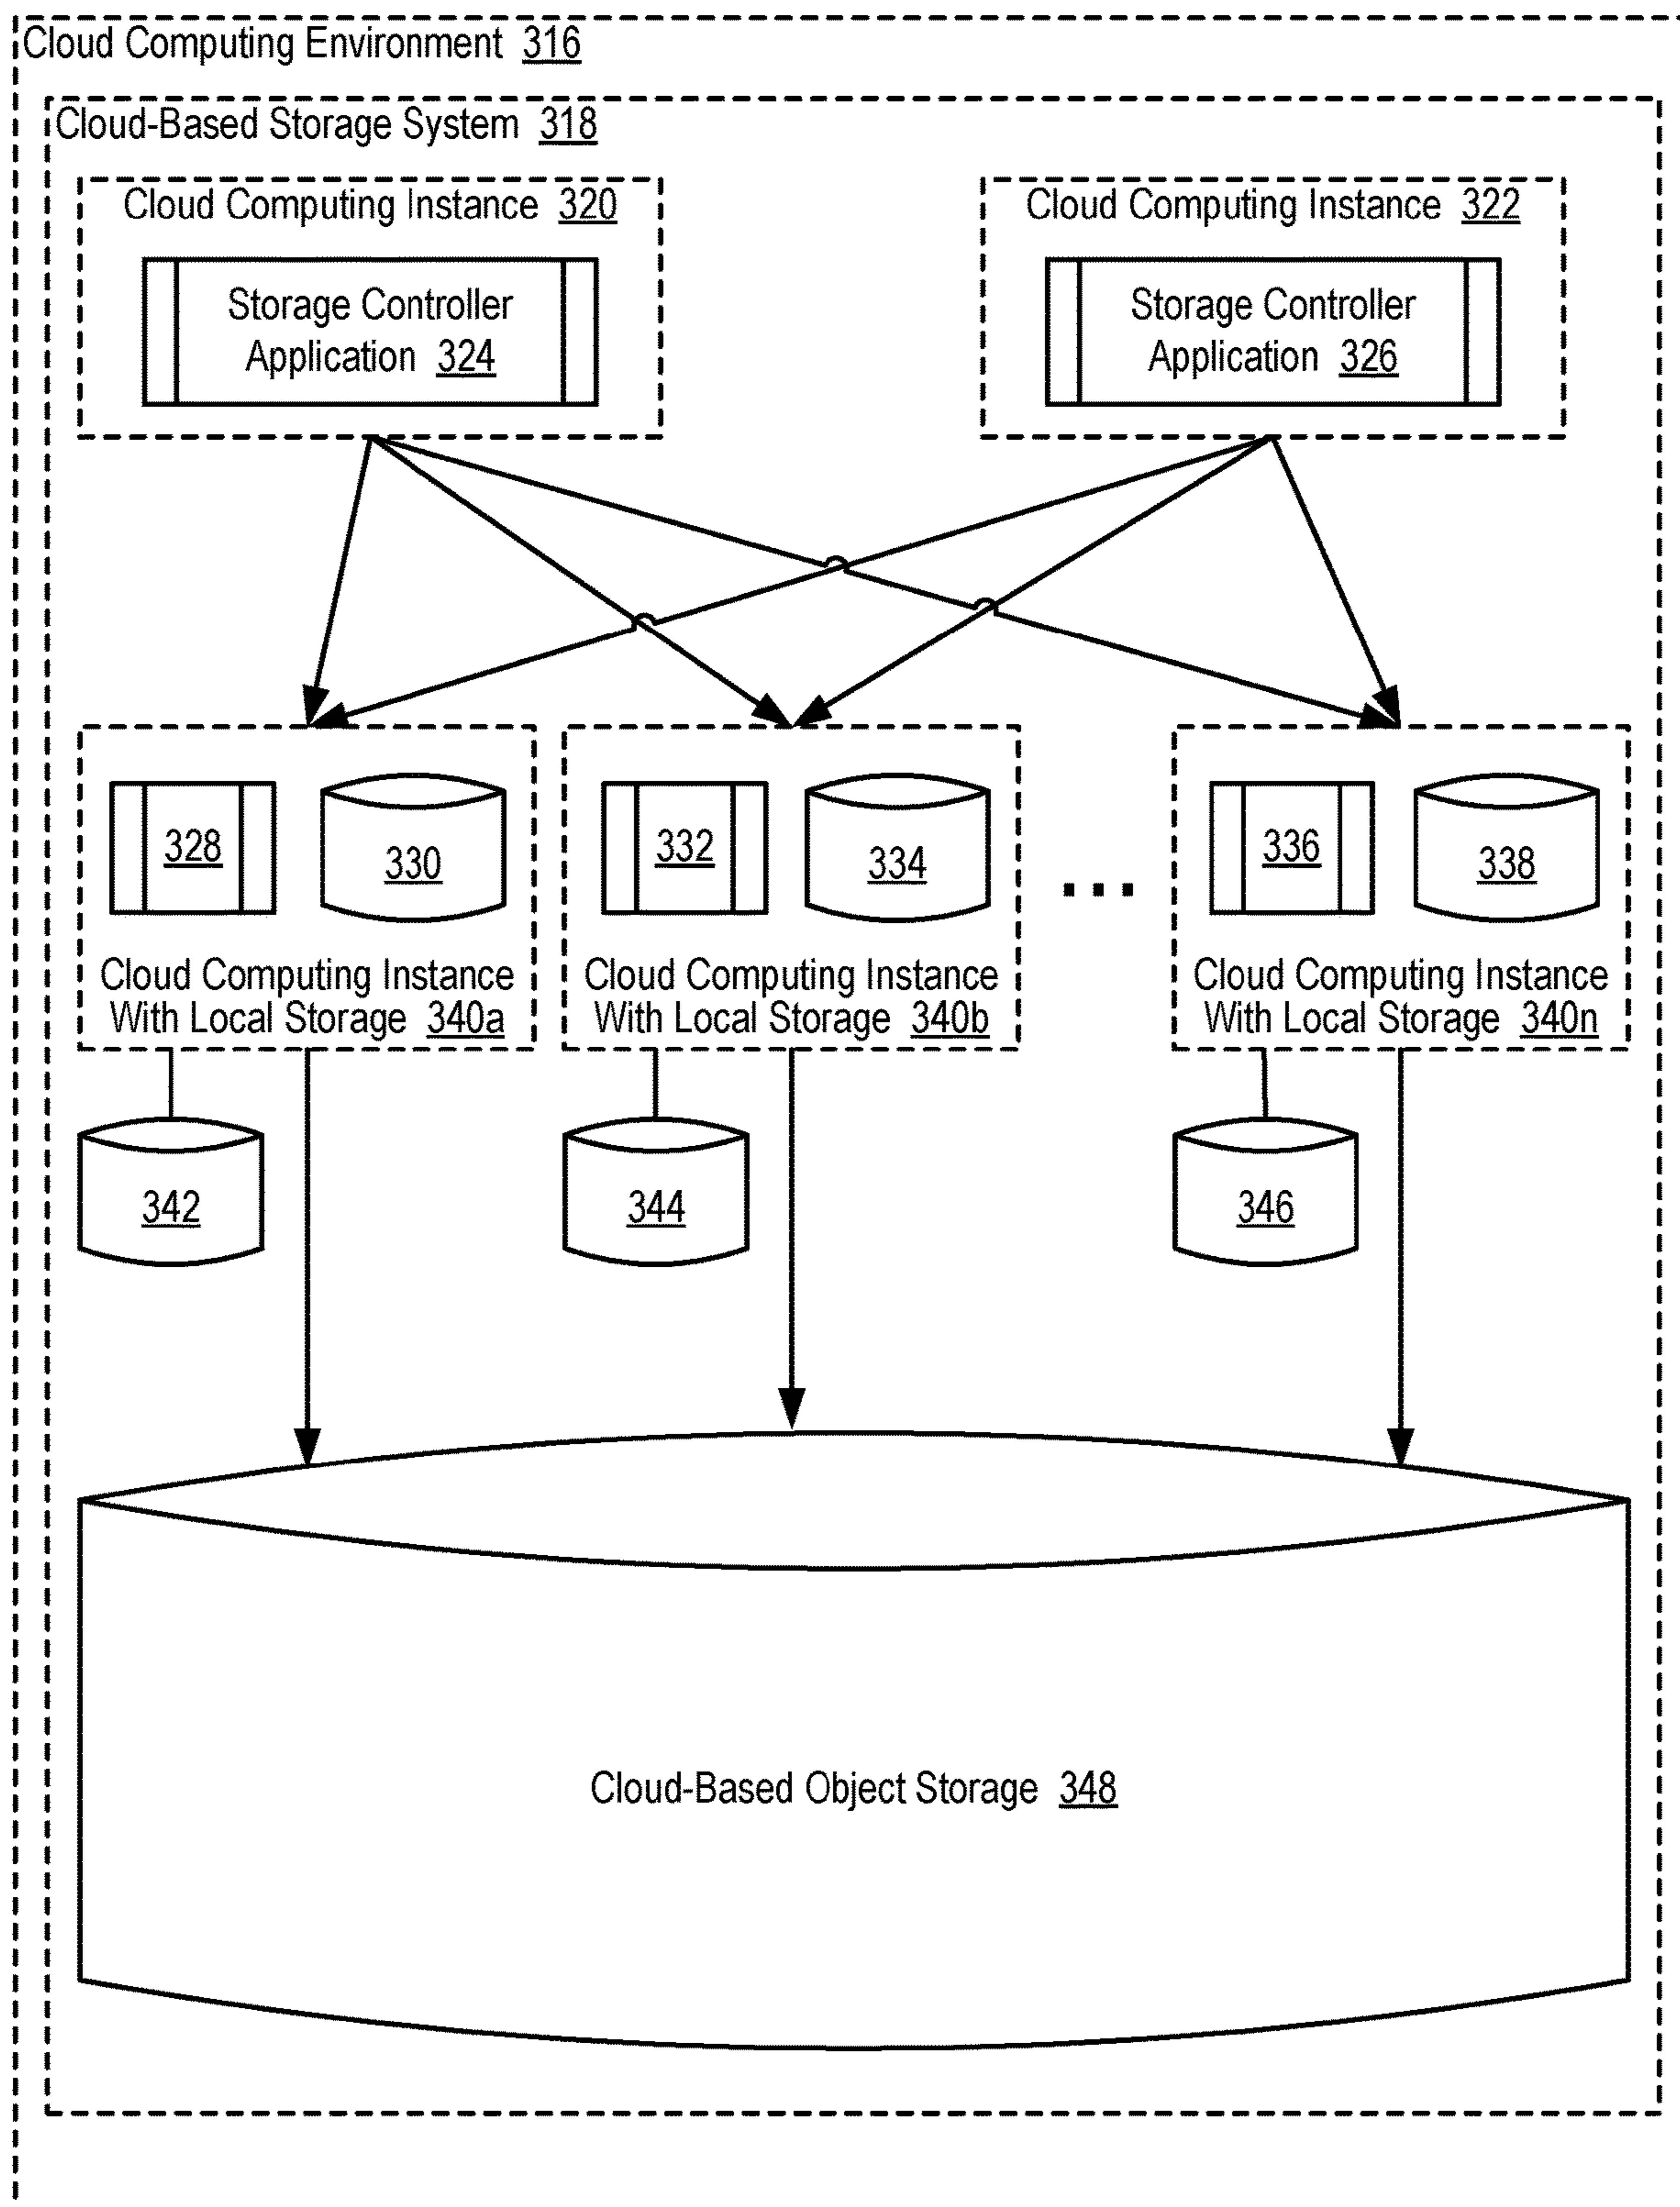 Cloud Computing Environment 316
Cloud-Based Storage System 318
Cloud Computing Instance 320
Storage Controller
Application 324
Cloud Computing Instance 322
Storage Controller
Application 326
328
330
Cloud Computing Instance
With Local Storage 340a
332
334
Cloud Computing Instance
With Local Storage 340b
...
336
338
Cloud Computing Instance
With Local Storage 340n
342
344
346
Cloud-Based Object Storage 348